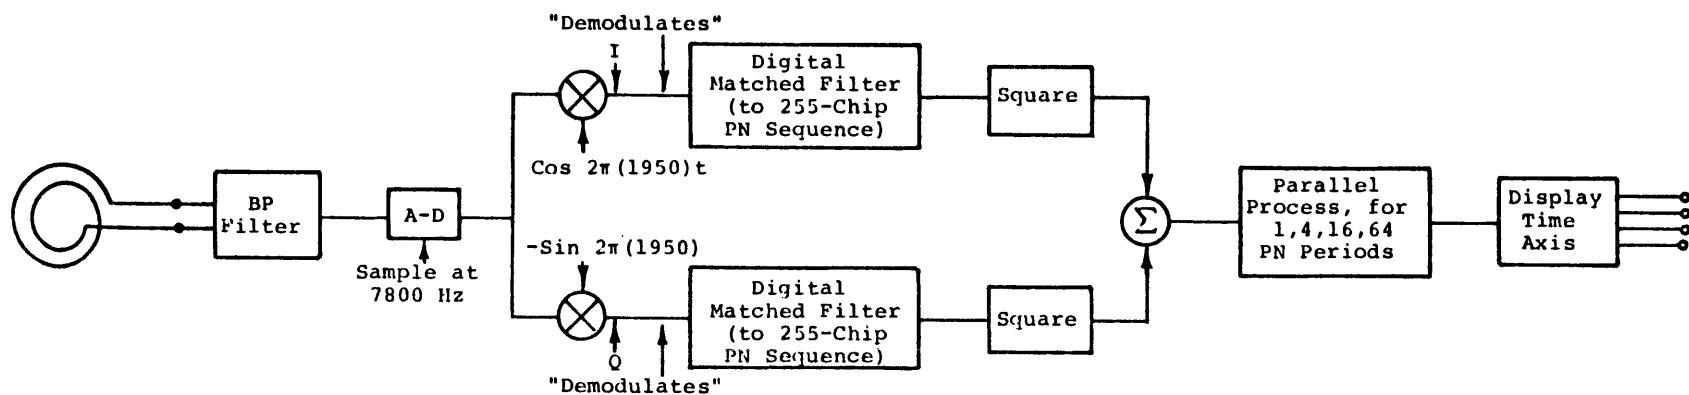 "Demodulates"
I
Digital
Matched Filter
(to 255-Chip
PN Sequence)
Square
Cos 2π(1950)t
BP
Filter
A-D
Sample at
7800 Hz
-Sin 2π(1950)
Digital
Matched Filter
(to 255-Chip
PN Sequence)
Square
Q
"Demodulates"
Σ
Parallel
Process, for
1,4,16,64
PN Periods
Display
Time
Axis